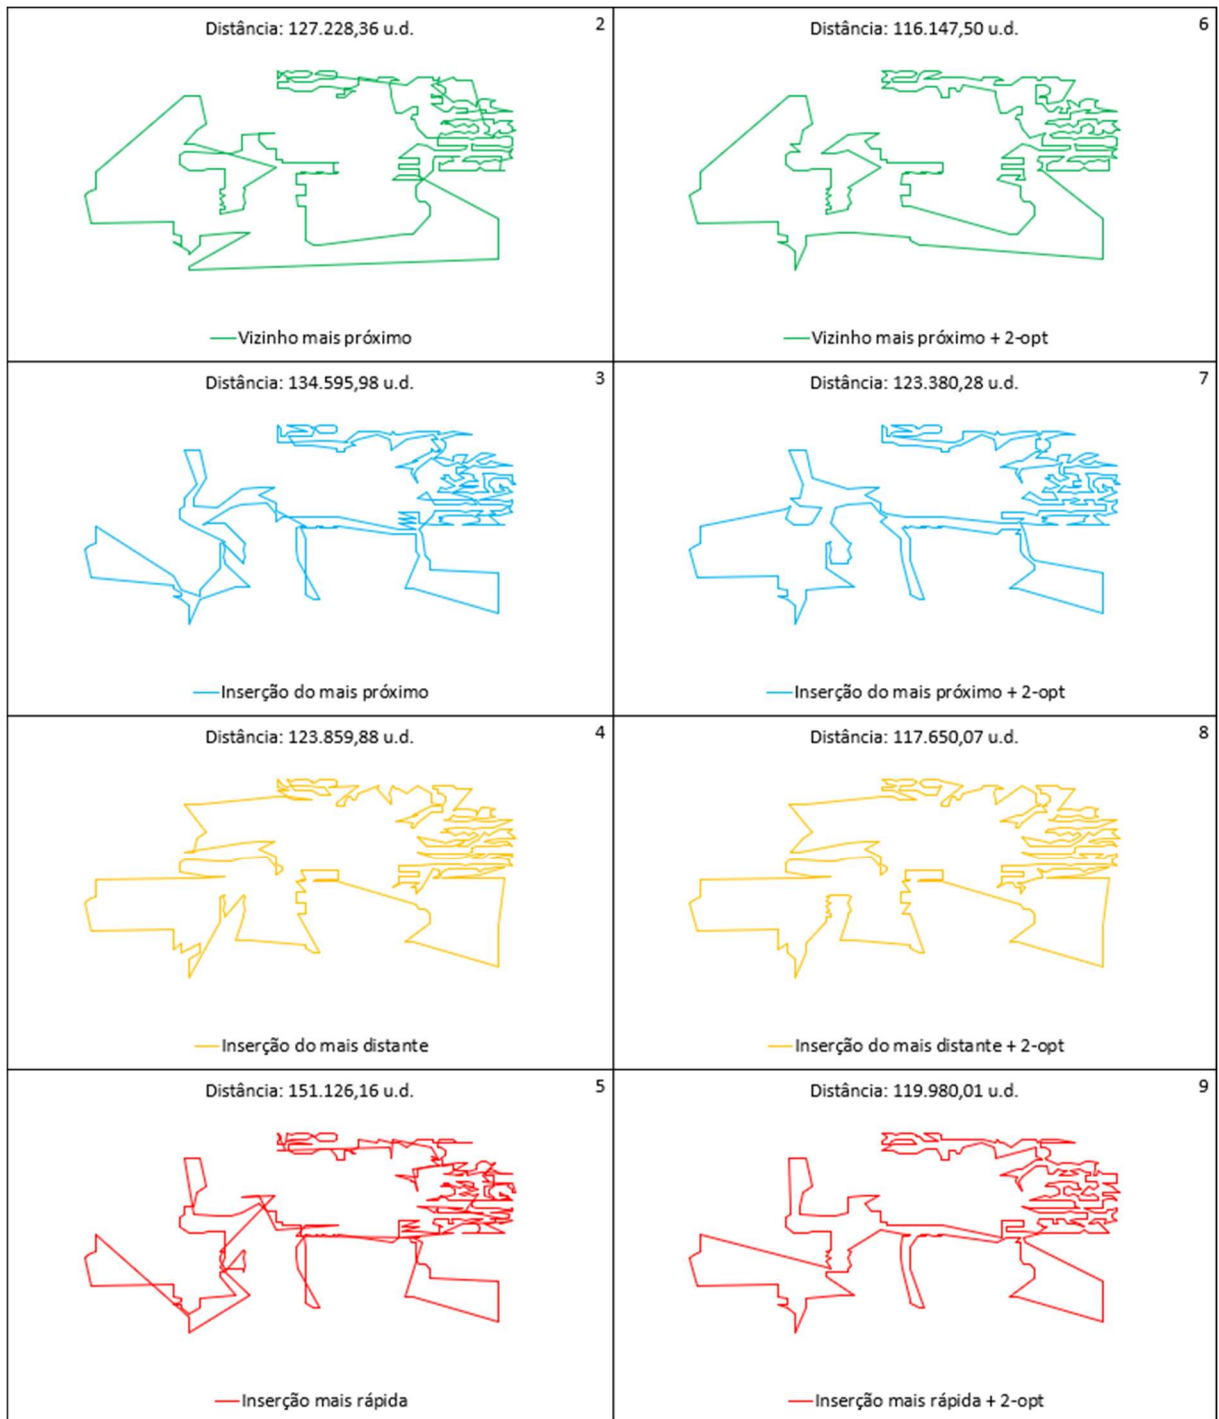 Distância: 127.228,36 u.d. 2
Vizinho mais próximo
Distância: 116.147,50 u.d. 6
Vizinho mais próximo + 2-opt
Distância: 134.595,98 u.d. 3
Inserção do mais próximo
Distância: 123.380,28 u.d. 7
Inserção do mais próximo + 2-opt
Distância: 123.859,88 u.d. 4
Inserção do mais distante
Distância: 117.650,07 u.d. 8
Inserção do mais distante + 2-opt
Distância: 151.126,16 u.d. 5
Inserção mais rápida
Distância: 119.980,01 u.d. 9
Inserção mais rápida + 2-opt